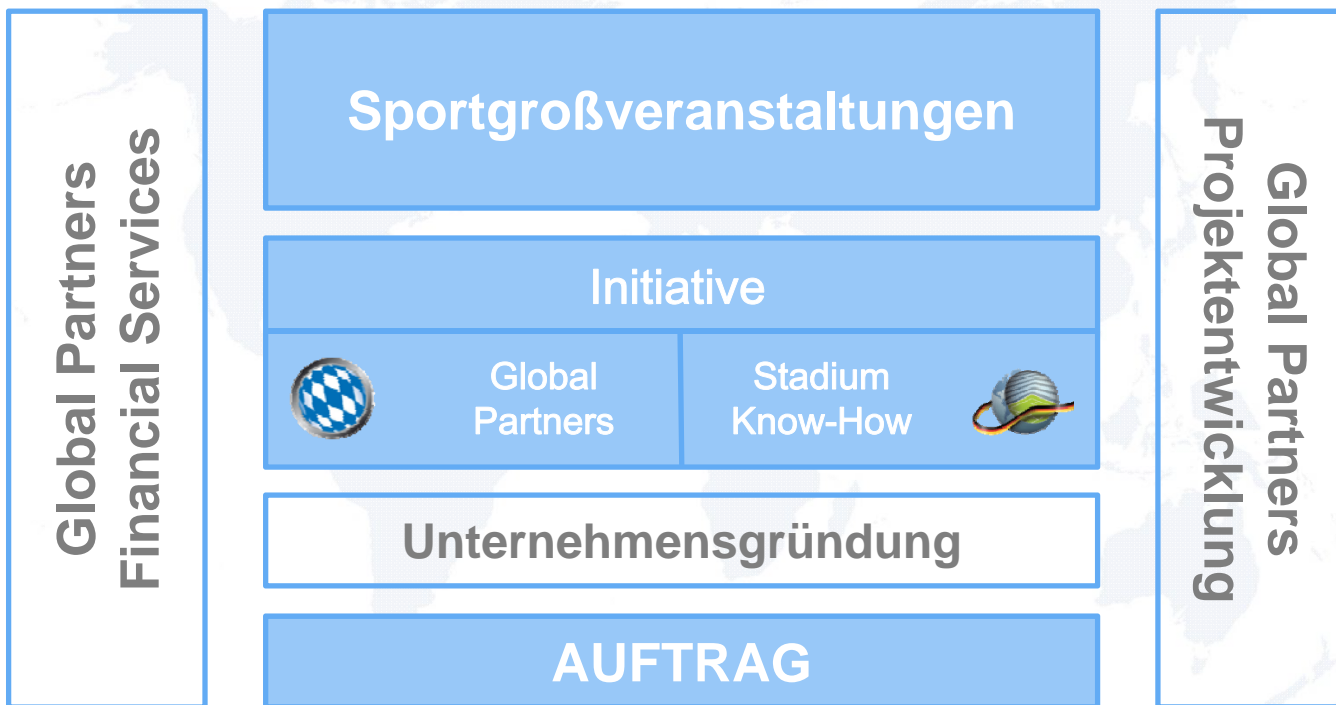 Global Partners
Financial Services
Sportgroßveranstaltungen
Initiative
Global
Partners
Stadium
Know-How
Unternehmensgründung
AUFTRAG
Global Partners
Projektentwicklung